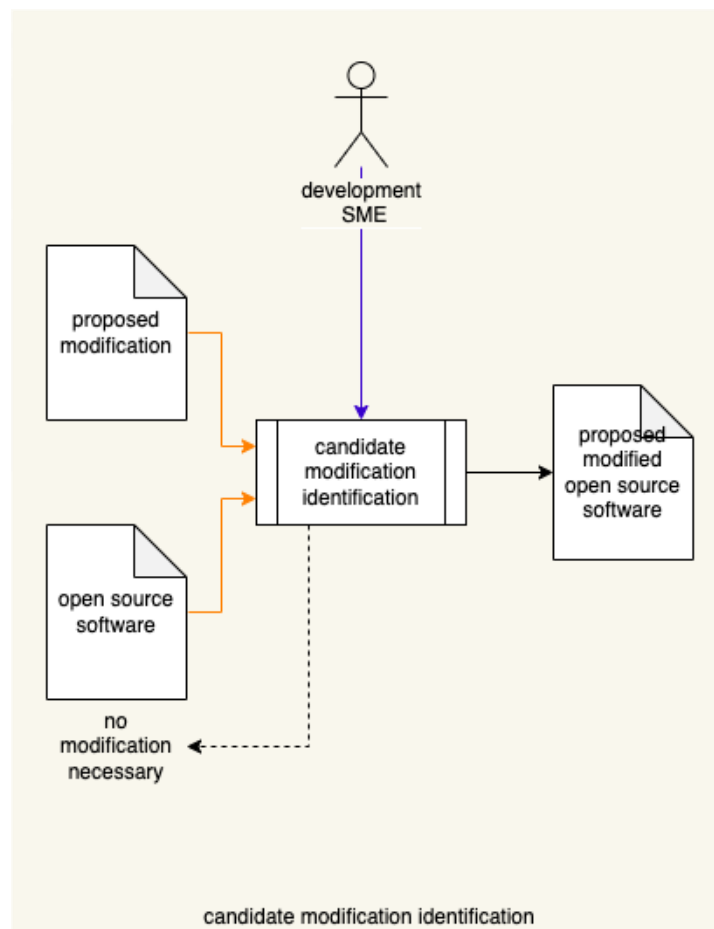 development
SME
proposed
modification
candidate
modification
identification
proposed
modified
open source
software
open source
software
no
modification
necessary
candidate modification identification